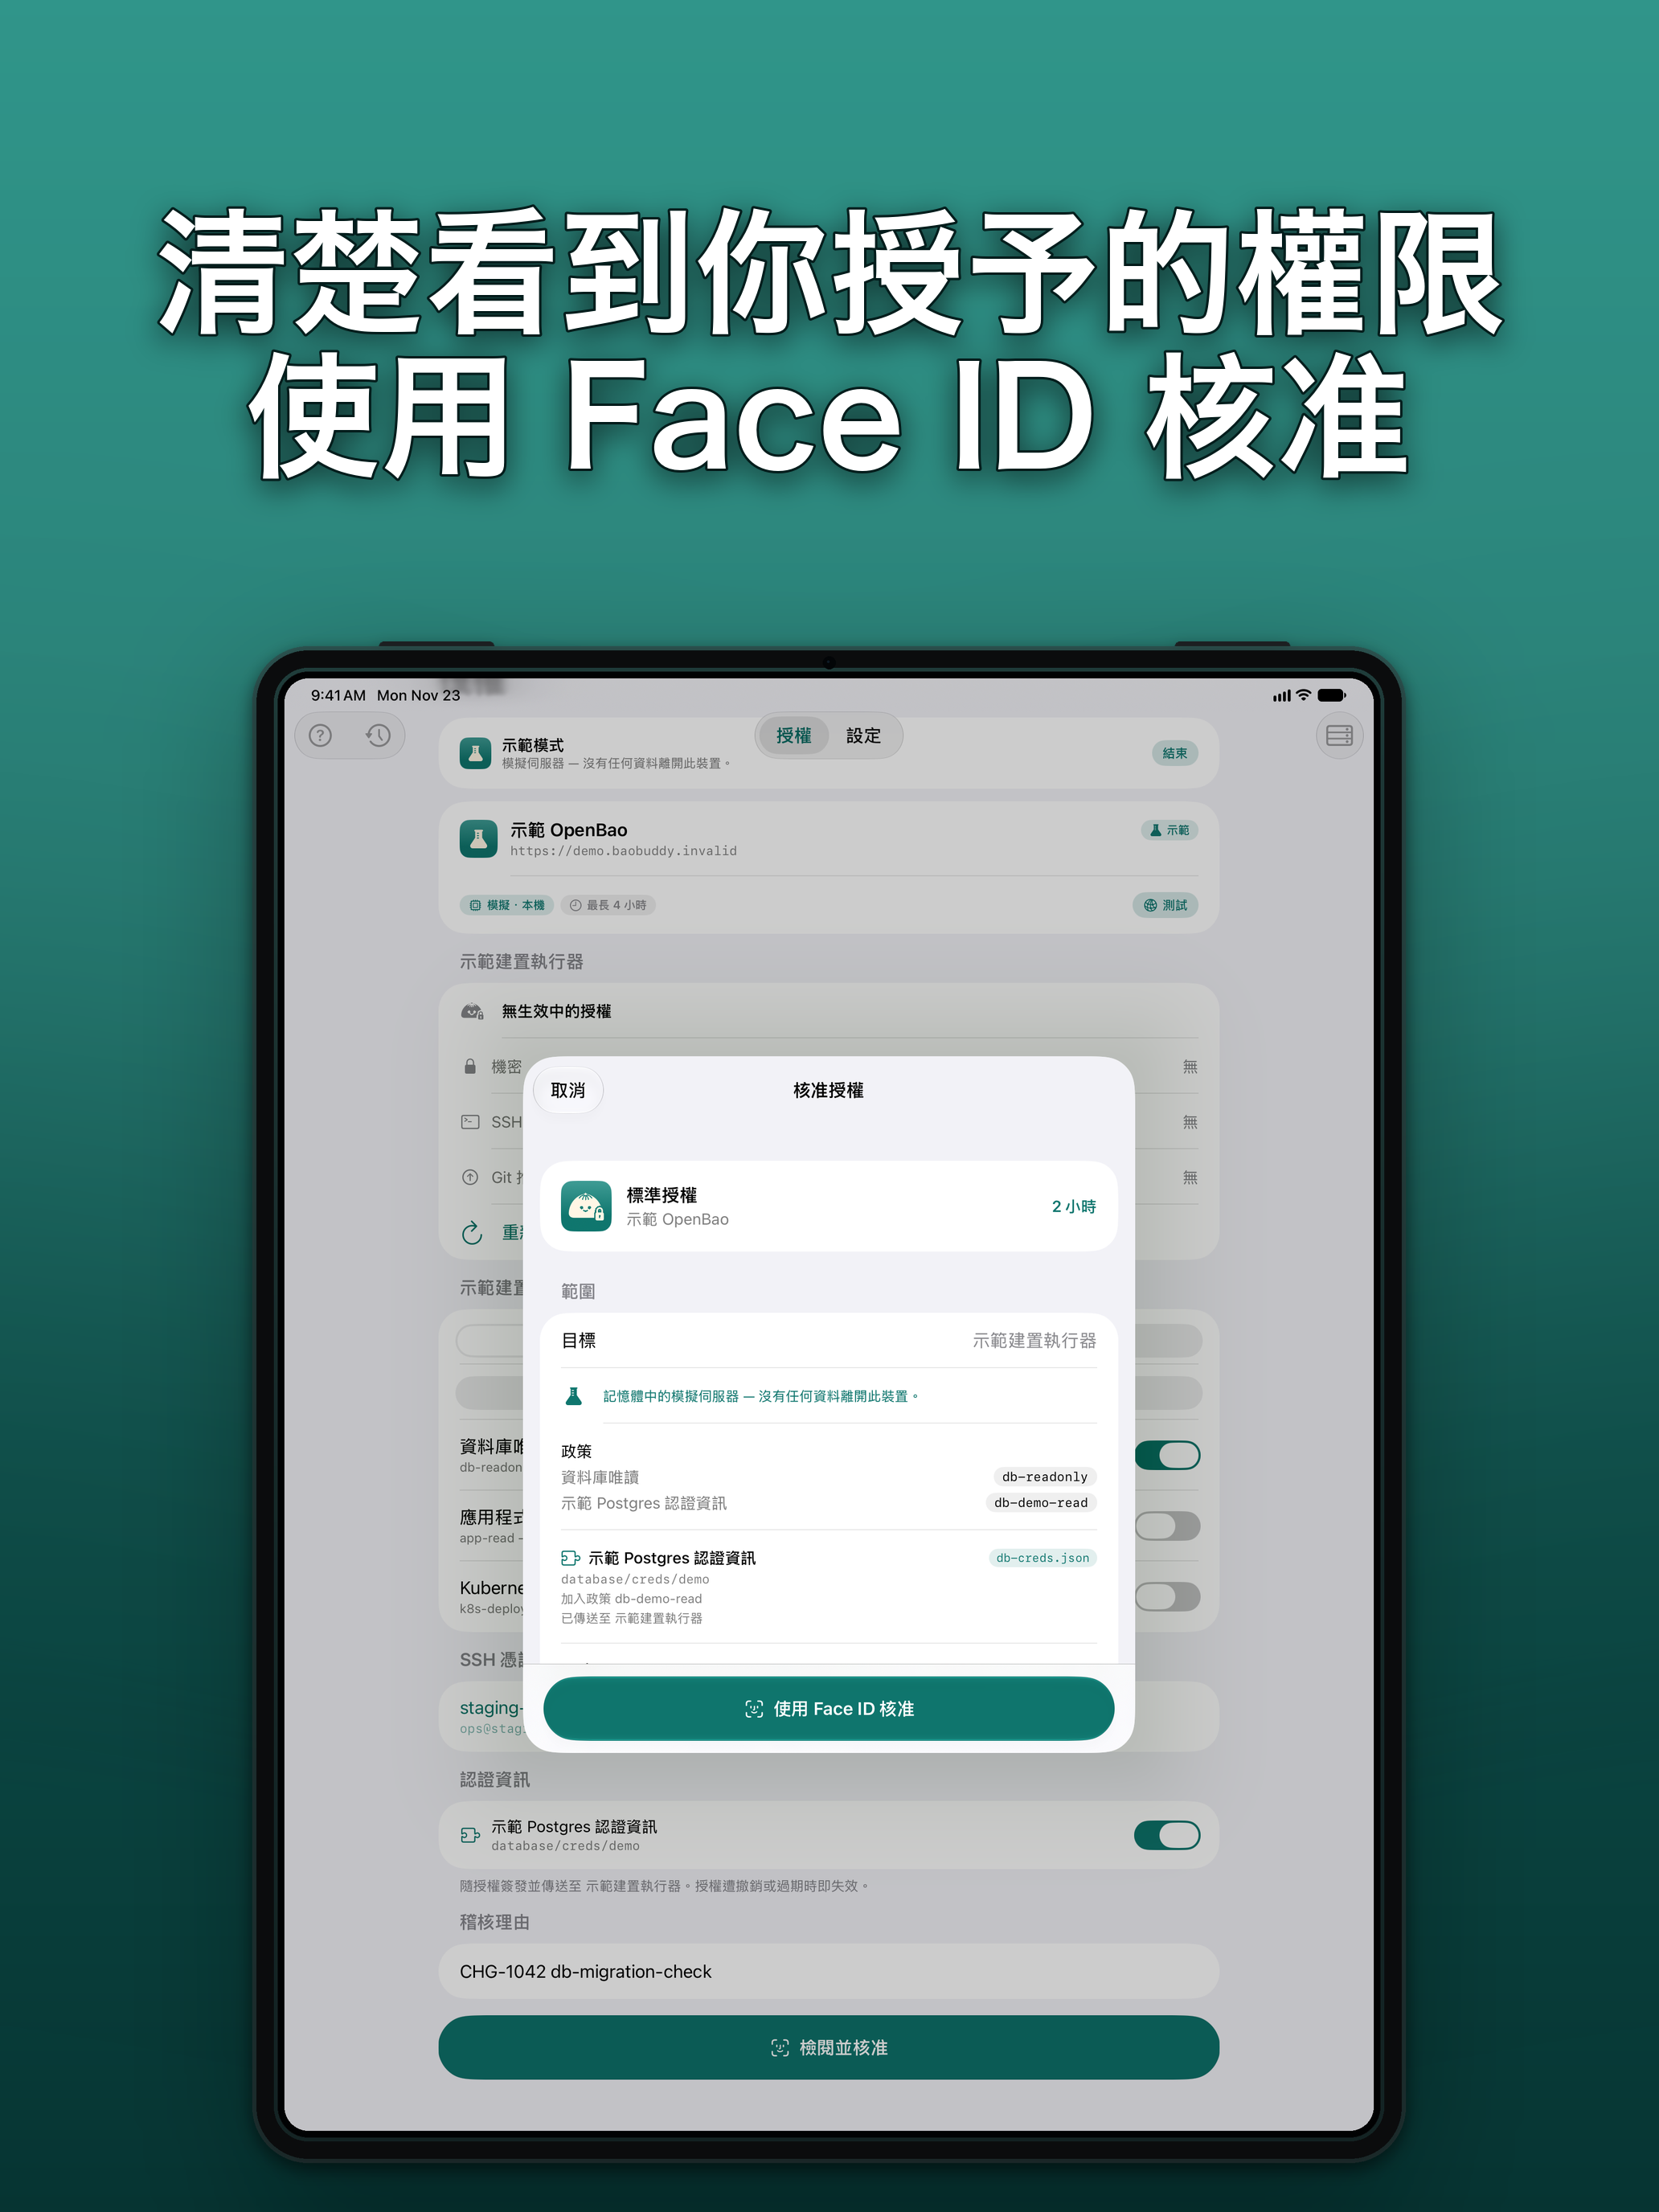 清楚看到你授予的權限
使用 Face ID 核准
9:41 AM Mon Nov 23
授權 設定
示範模式
模擬伺服器 — 沒有任何資料離開此裝置。
結束
示範 OpenBao
https://demo.baobuddy.invalid
示範
模擬 · 本機
最長 4 小時
測試
示範建置執行器
無生效中的授權
機密
無
SSH
無
Git
無
取消
核准授權
標準授權
示範 OpenBao
2 小時
範圍
目標
示範建置執行器
記憶體中的模擬伺服器 — 沒有任何資料離開此裝置。
政策
資料庫唯讀
db-readonly
示範 Postgres 認證資訊
db-demo-read
示範 Postgres 認證資訊
db-creds.json
database/creds/demo
加入政策 db-demo-read
已傳送至 示範建置執行器
使用 Face ID 核准
示範建
資料庫
db-readon
應用程
app-read
Kuberne
k8s-deplo
SSH
staging-
ops@stag
認證資訊
示範 Postgres 認證資訊
database/creds/demo
隨授權簽發並傳送至 示範建置執行器。授權遭撤銷或過期時即失效。
稽核理由
CHG-1042 db-migration-check
檢閱並核准